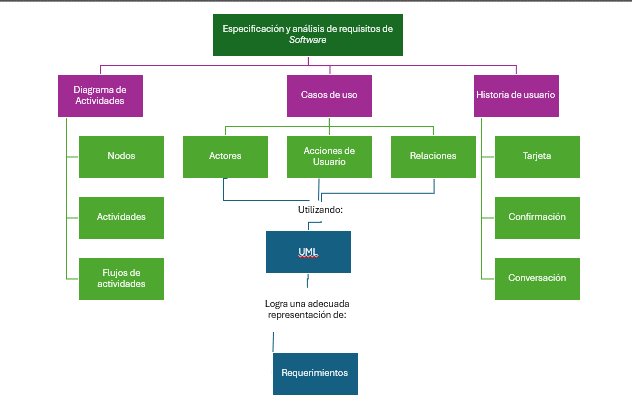 Especificación y análisis de requisitos de
Software
Diagrama de
Actividades
Casos de uso
Historia de usuario
Nodos
Actores
Acciones de
Usuario
Relaciones
Tarjeta
Actividades
Utilizando:
Confirmación
UML
Flujos de
actividades
Conversación
Logra una adecuada
representación de:
Requerimientos